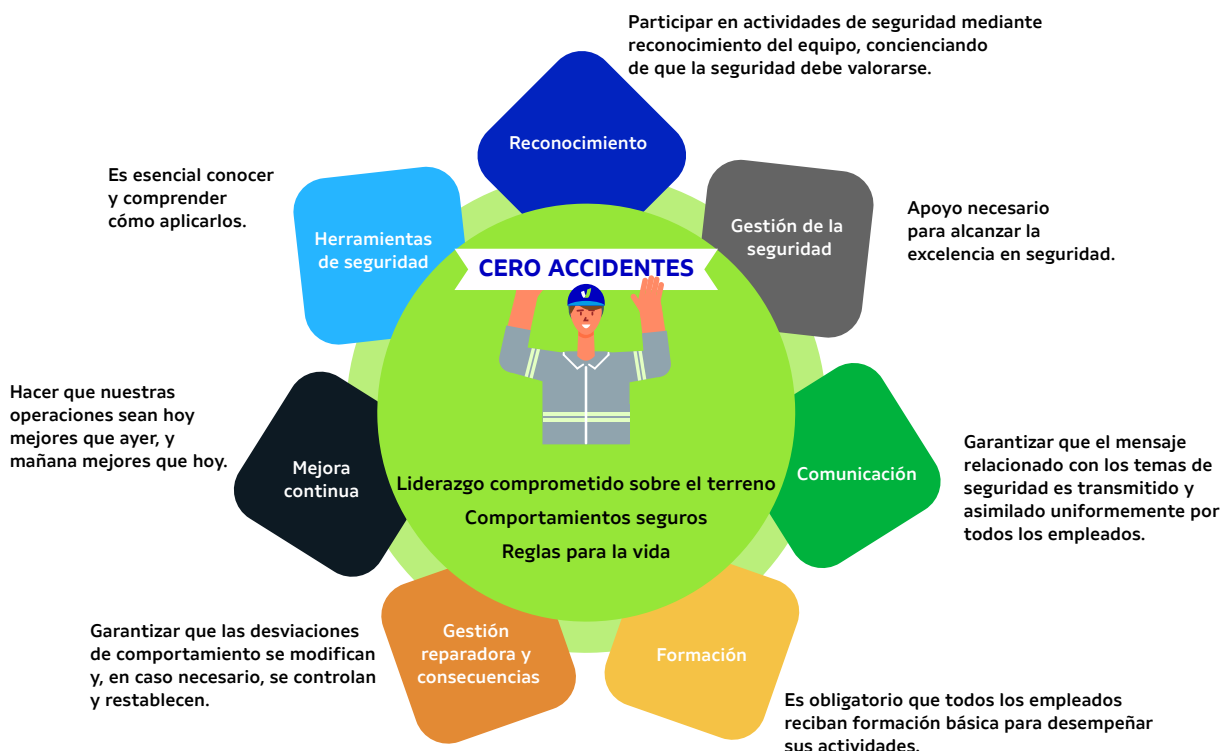 Participar en actividades de seguridad mediante
reconocimiento del equipo, concienciando
de que la seguridad debe valorarse.
Reconocimiento
Es esencial conocer
y comprender
cómo aplicarlos.
Herramientas
de seguridad
Gestión de la
seguridad
Apoyo necesario
para alcanzar la
excelencia en seguridad.
CERO ACCIDENTES
Hacer que nuestras
operaciones sean hoy
mejores que ayer, y
mañana mejores que hoy.
Mejora
continua
Liderazgo comprometido sobre el terreno
Comportamientos seguros
Reglas para la vida
Comunicación
Garantizar que el mensaje
relacionado con los temas de
seguridad es transmitido y
asimilado uniformemente por
todos los empleados.
Garantizar que las desviaciones
de comportamiento se modifican
y, en caso necesario, se controlan
y restablecen.
Gestión
reparadora y
consecuencias
Formación
Es obligatorio que todos los empleados
reciban formación básica para desempeñar
sus actividades.